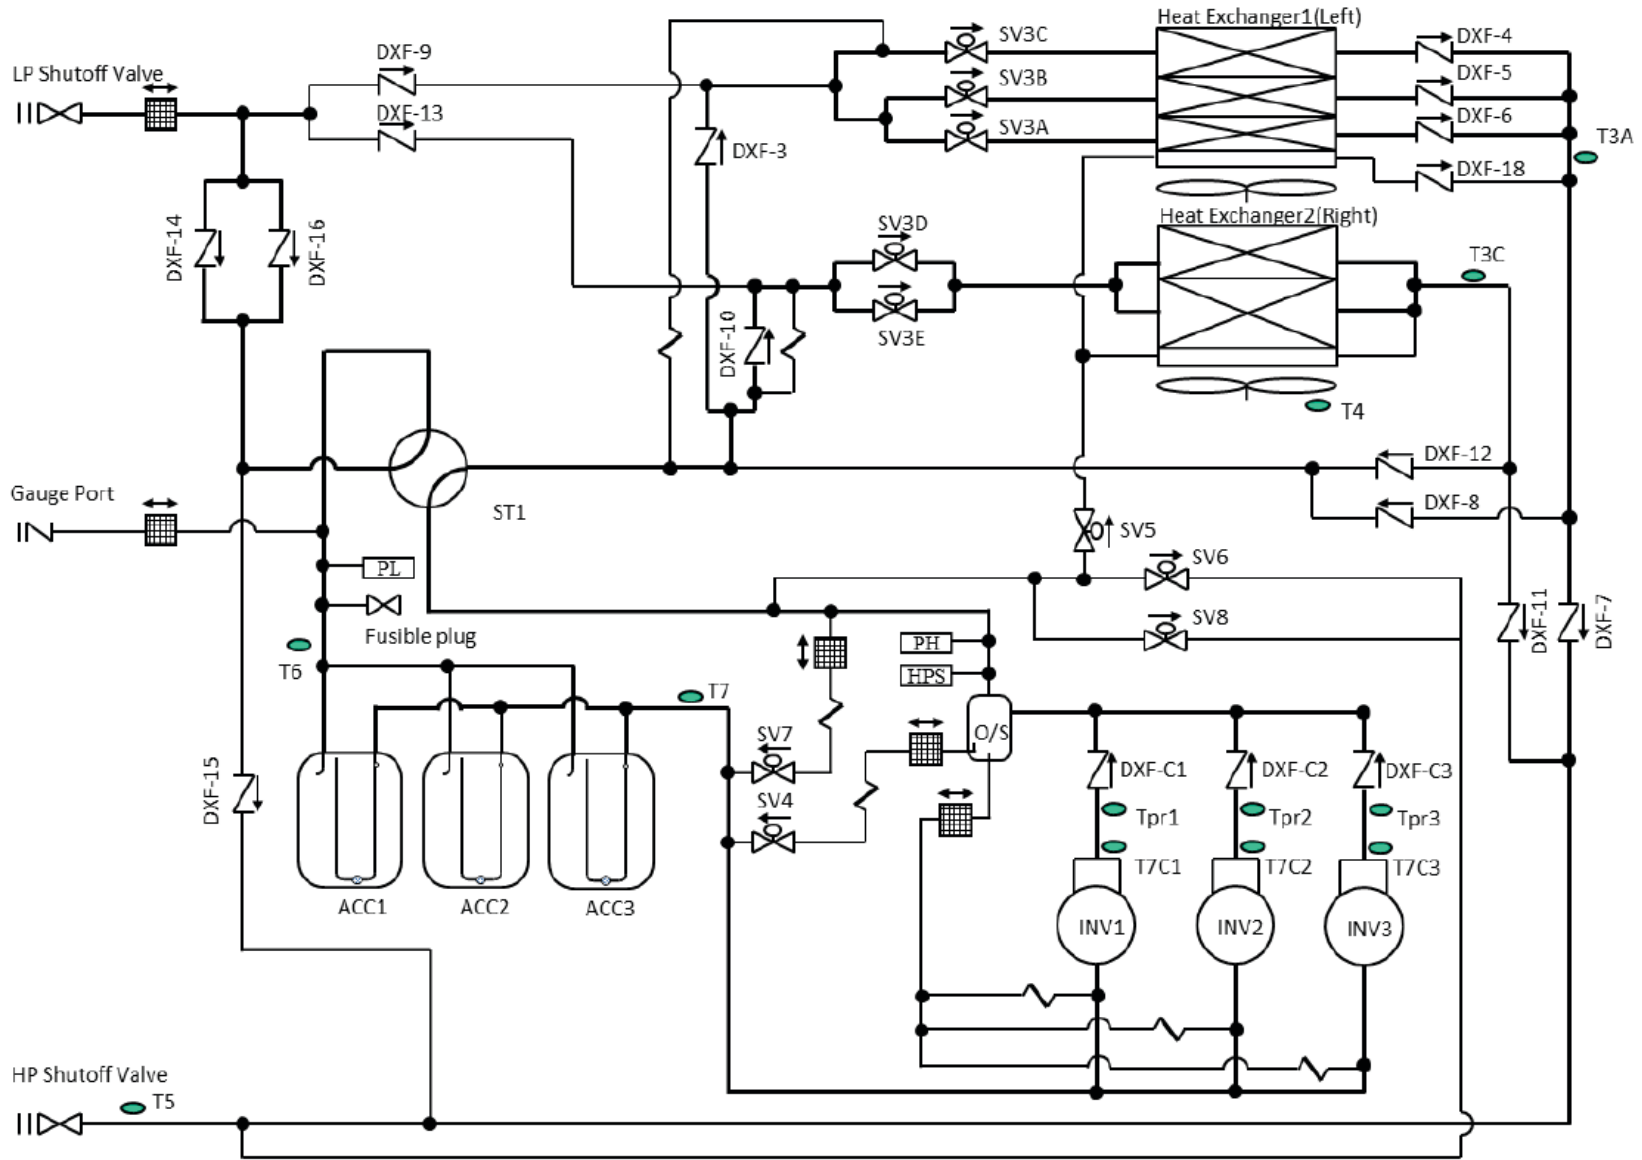 Heat Exchanger1(Left)
SV3C
DXF-4
DXF-9
LP Shutoff Valve
SV3B
DXF-5
DXF-13
SV3A
DXF-6
T3A
DXF-3
DXF-18
Heat Exchanger2(Right)
DXF-14
DXF-16
SV3D
T3C
DXF-10
SV3E
T4
DXF-12
Gauge Port
ST1
DXF-8
SV5
SV6
PL
SV8
DXF-11
DXF-7
Fusible plug
PH
T6
HPS
T7
O/S
SV7
DXF-15
DXF-C1
DXF-C2
DXF-C3
SV4
Tpr1
Tpr2
Tpr3
T7C1
T7C2
T7C3
ACC1
ACC2
ACC3
INV1
INV2
INV3
HP Shutoff Valve
T5